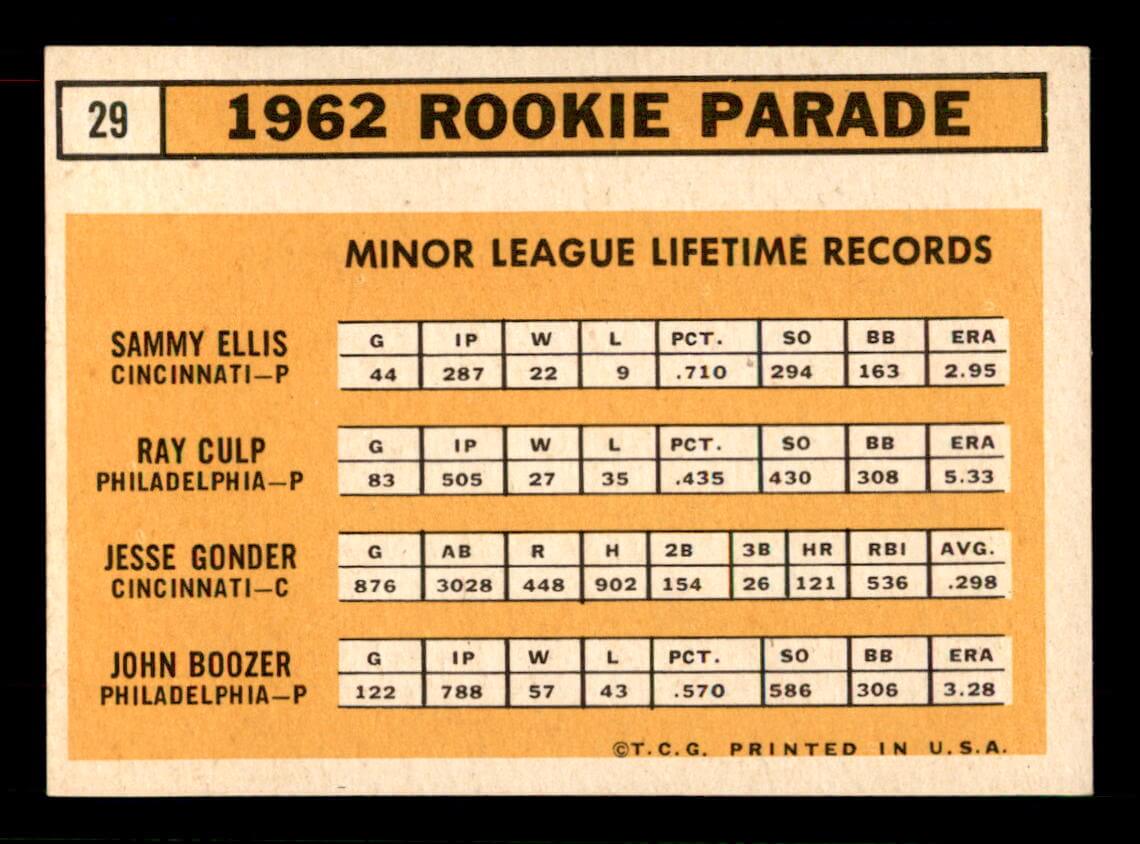 29 1962 ROOKIE PARADE
MINOR LEAGUE LIFETIME RECORDS
SAMMY ELLIS
CINCINNATI—P
G IP W L PCT. SO BB ERA
44 287 22 9 .710 294 163 2.95
RAY CULP
PHILADELPHIA—P
G IP W L PCT. SO BB ERA
83 505 27 35 .435 430 308 5.33
JESSE GONDER
CINCINNATI—C
G AB R H 2B 3B HR RBI AVG.
876 3028 448 902 154 26 121 536 .298
JOHN BOOZER
PHILADELPHIA—P
G IP W L PCT. SO BB ERA
122 788 57 43 .570 586 306 3.28
©T.C.G. PRINTED IN U.S.A.